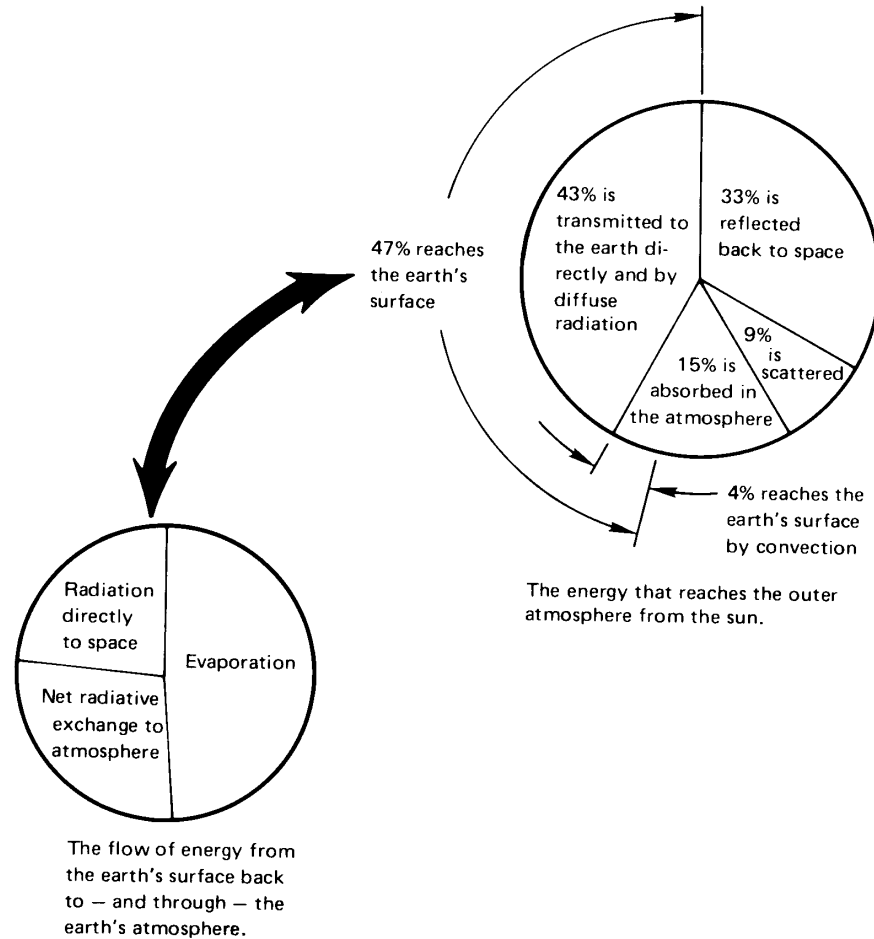 43% is
transmitted to
the earth di-
rectly and by
diffuse
radiation
33% is
reflected
back to space
9%
is
scattered
15% is
absorbed in
the atmosphere
47% reaches
the earth's
surface
4% reaches the
earth's surface
by convection
The energy that reaches the outer
atmosphere from the sun.
Radiation
directly
to space
Evaporation
Net radiative
exchange to
atmosphere
The flow of energy from
the earth's surface back
to — and through — the
earth's atmosphere.